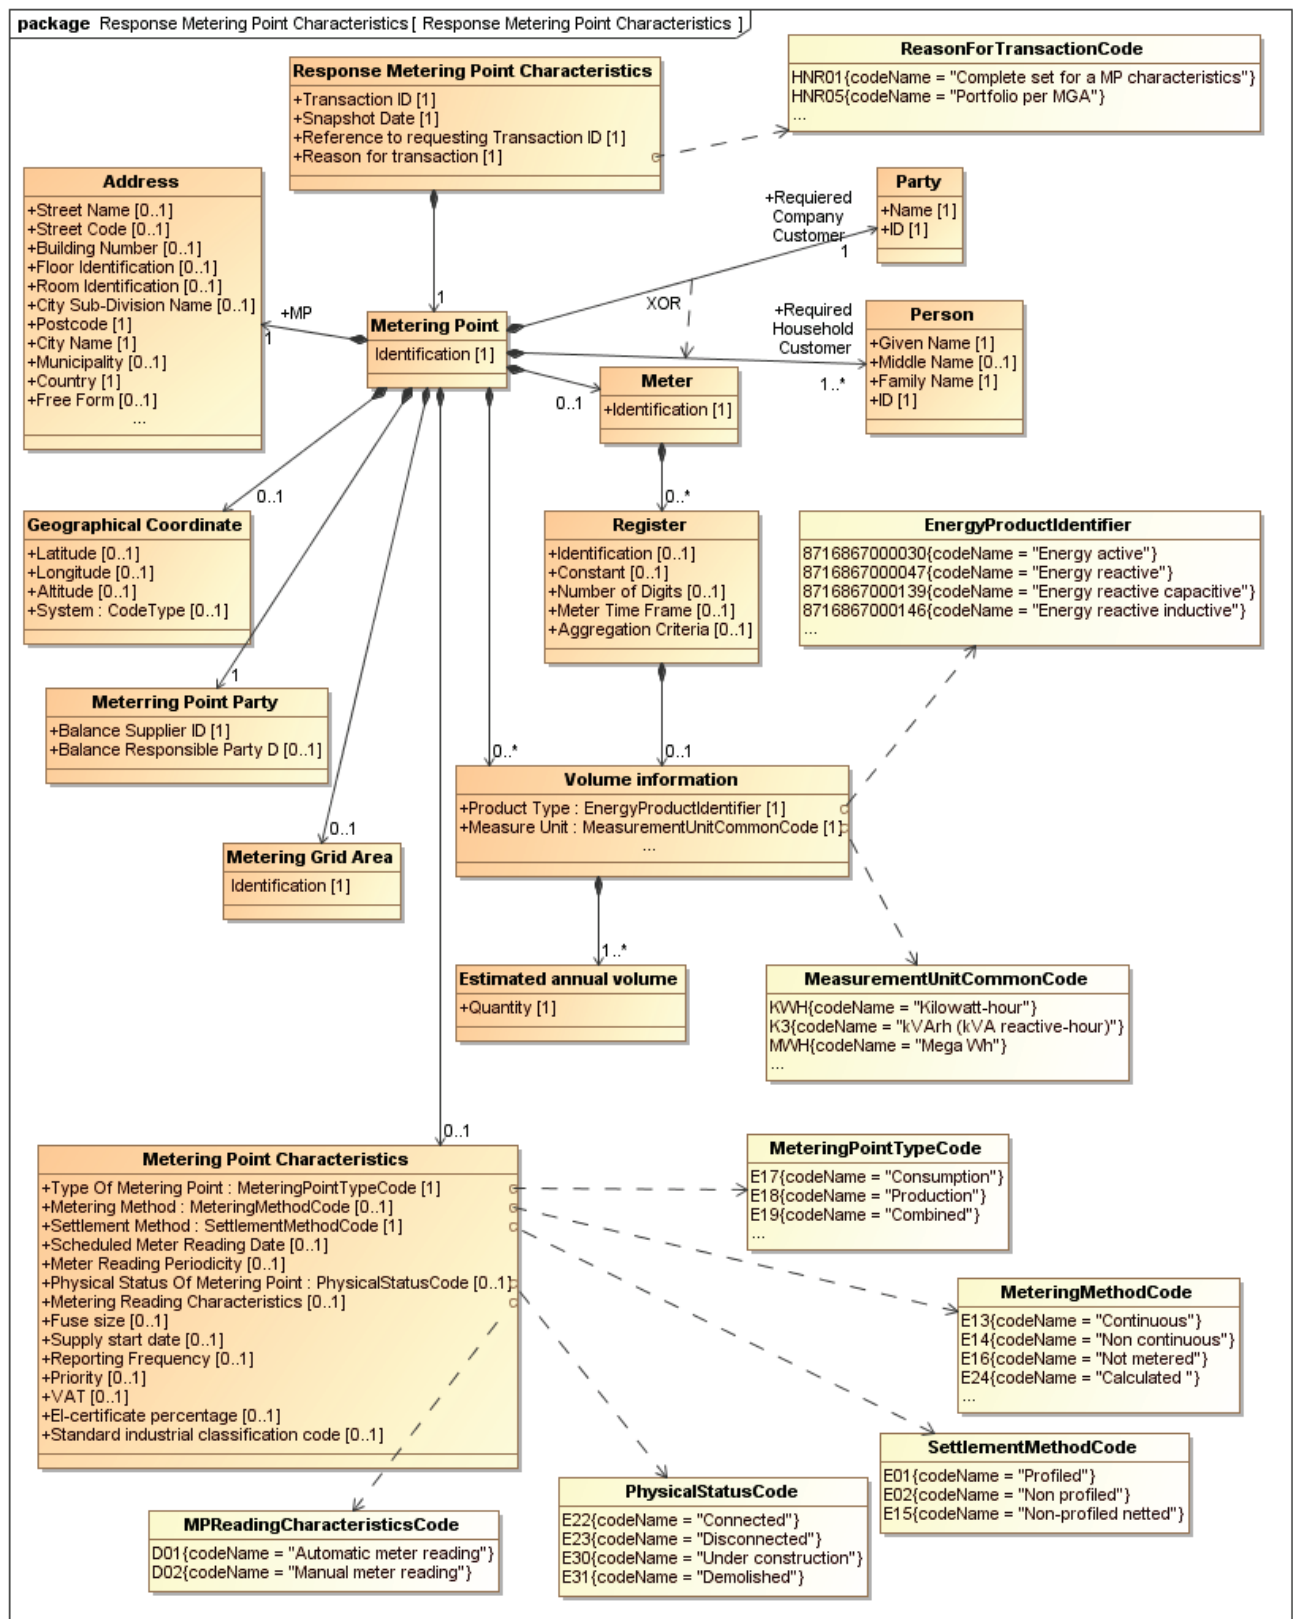 package Response Metering Point Characteristics [ Response Metering Point Characteristics ]
ReasonForTransactionCode
HNR01{codeName = "Complete set for a MP characteristics"}
HNR05{codeName = "Portfolio per MGA"}
...
Response Metering Point Characteristics
+Transaction ID [1]
+Snapshot Date [1]
+Reference to requesting Transaction ID [1]
+Reason for transaction [1]
Address
+Street Name [0..1]
+Street Code [0..1]
+Building Number [0..1]
+Floor Identification [0..1]
+Room Identification [0..1]
+City Sub-Division Name [0..1]
+Postcode [1]
+City Name [1]
+Municipality [0..1]
+Country [1]
+Free Form [0..1]
...
+MP
1
1
Metering Point
Identification [1]
+Requiered
Company
Customer
1
Party
+Name [1]
+ID [1]
XOR
+Required
Household
Customer
1..*
Person
+Given Name [1]
+Middle Name [0..1]
+Family Name [1]
+ID [1]
0..1
Meter
+Identification [1]
0..*
0..1
Geographical Coordinate
+Latitude [0..1]
+Longitude [0..1]
+Altitude [0..1]
+System : CodeType [0..1]
Register
+Identification [0..1]
+Constant [0..1]
+Number of Digits [0..1]
+Meter Time Frame [0..1]
+Aggregation Criteria [0..1]
EnergyProductIdentifier
8716867000030{codeName = "Energy active"}
8716867000047{codeName = "Energy reactive"}
8716867000139{codeName = "Energy reactive capacitive"}
8716867000146{codeName = "Energy reactive inductive"}
...
1
Meterring Point Party
+Balance Supplier ID [1]
+Balance Responsible Party D [0..1]
0..*
0..1
Volume information
+Product Type : EnergyProductIdentifier [1]
+Measure Unit : MeasurementUnitCommonCode [1]
...
0..1
Metering Grid Area
Identification [1]
1..*
Estimated annual volume
+Quantity [1]
MeasurementUnitCommonCode
KWH{codeName = "Kilowatt-hour"}
K3{codeName = "kVArh (kVA reactive-hour)"}
MWH{codeName = "Mega Wh"}
...
0..1
Metering Point Characteristics
+Type Of Metering Point : MeteringPointTypeCode [1]
+Metering Method : MeteringMethodCode [0..1]
+Settlement Method : SettlementMethodCode [1]
+Scheduled Meter Reading Date [0..1]
+Meter Reading Periodicity [0..1]
+Physical Status Of Metering Point : PhysicalStatusCode [0..1]
+Metering Reading Characteristics [0..1]
+Fuse size [0..1]
+Supply start date [0..1]
+Reporting Frequency [0..1]
+Priority [0..1]
+VAT [0..1]
+El-certificate percentage [0..1]
+Standard industrial classification code [0..1]
MeteringPointTypeCode
E17{codeName = "Consumption"}
E18{codeName = "Production"}
E19{codeName = "Combined"}
...
MeteringMethodCode
E13{codeName = "Continuous"}
E14{codeName = "Non continuous"}
E16{codeName = "Not metered"}
E24{codeName = "Calculated "}
...
SettlementMethodCode
E01{codeName = "Profiled"}
E02{codeName = "Non profiled"}
E15{codeName = "Non-profiled netted"}
PhysicalStatusCode
E22{codeName = "Connected"}
E23{codeName = "Disconnected"}
E30{codeName = "Under construction"}
E31{codeName = "Demolished"}
MPReadingCharacteristicsCode
D01{codeName = "Automatic meter reading"}
D02{codeName = "Manual meter reading"}